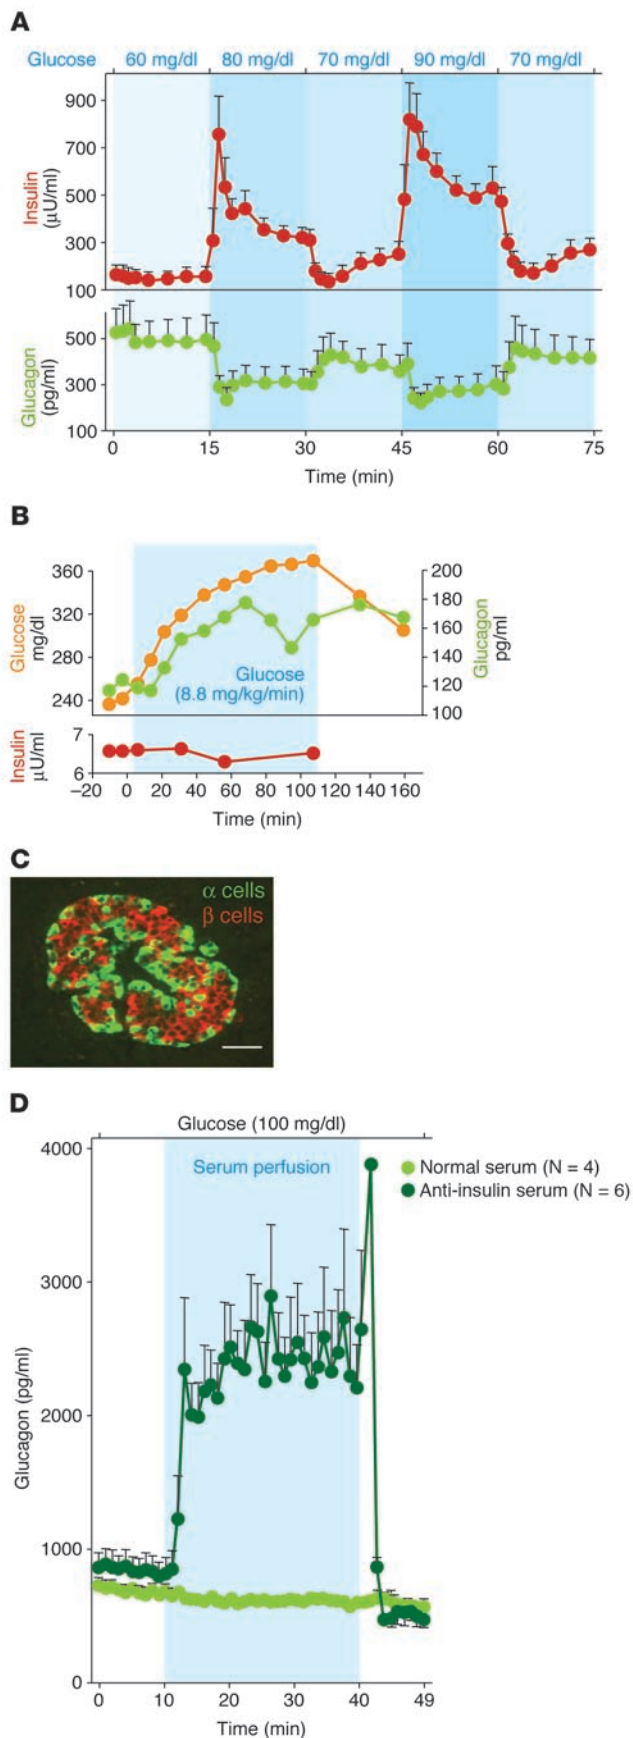 A
Glucose 60 mg/dl 80 mg/dl 70 mg/dl 90 mg/dl 70 mg/dl
Insulin
(μU/ml)
900
700
500
300
100
Glucagon
(pg/ml)
500
300
100
0 15 30 45 60 75
Time (min)
B
Glucose
mg/dl
360
320
280
240
200
180
160
140
120
100
Glucagon
pg/ml
Glucose
(8.8 mg/kg/min)
Insulin
μU/ml
7
6
–20 0 20 40 60 80 100 120 140 160
Time (min)
C
α cells
β cells
D
Glucose (100 mg/dl)
Serum perfusion
Normal serum (N = 4)
Anti-insulin serum (N = 6)
Glucagon (pg/ml)
4000
3000
2000
1000
0
0 10 20 30 40 49
Time (min)